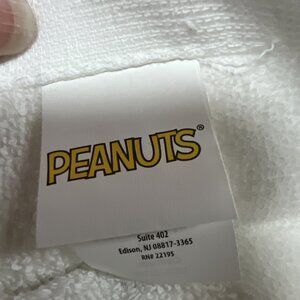 PEANUTS®
Suite 402
Edison, NJ 08817-3365
RN# 22195